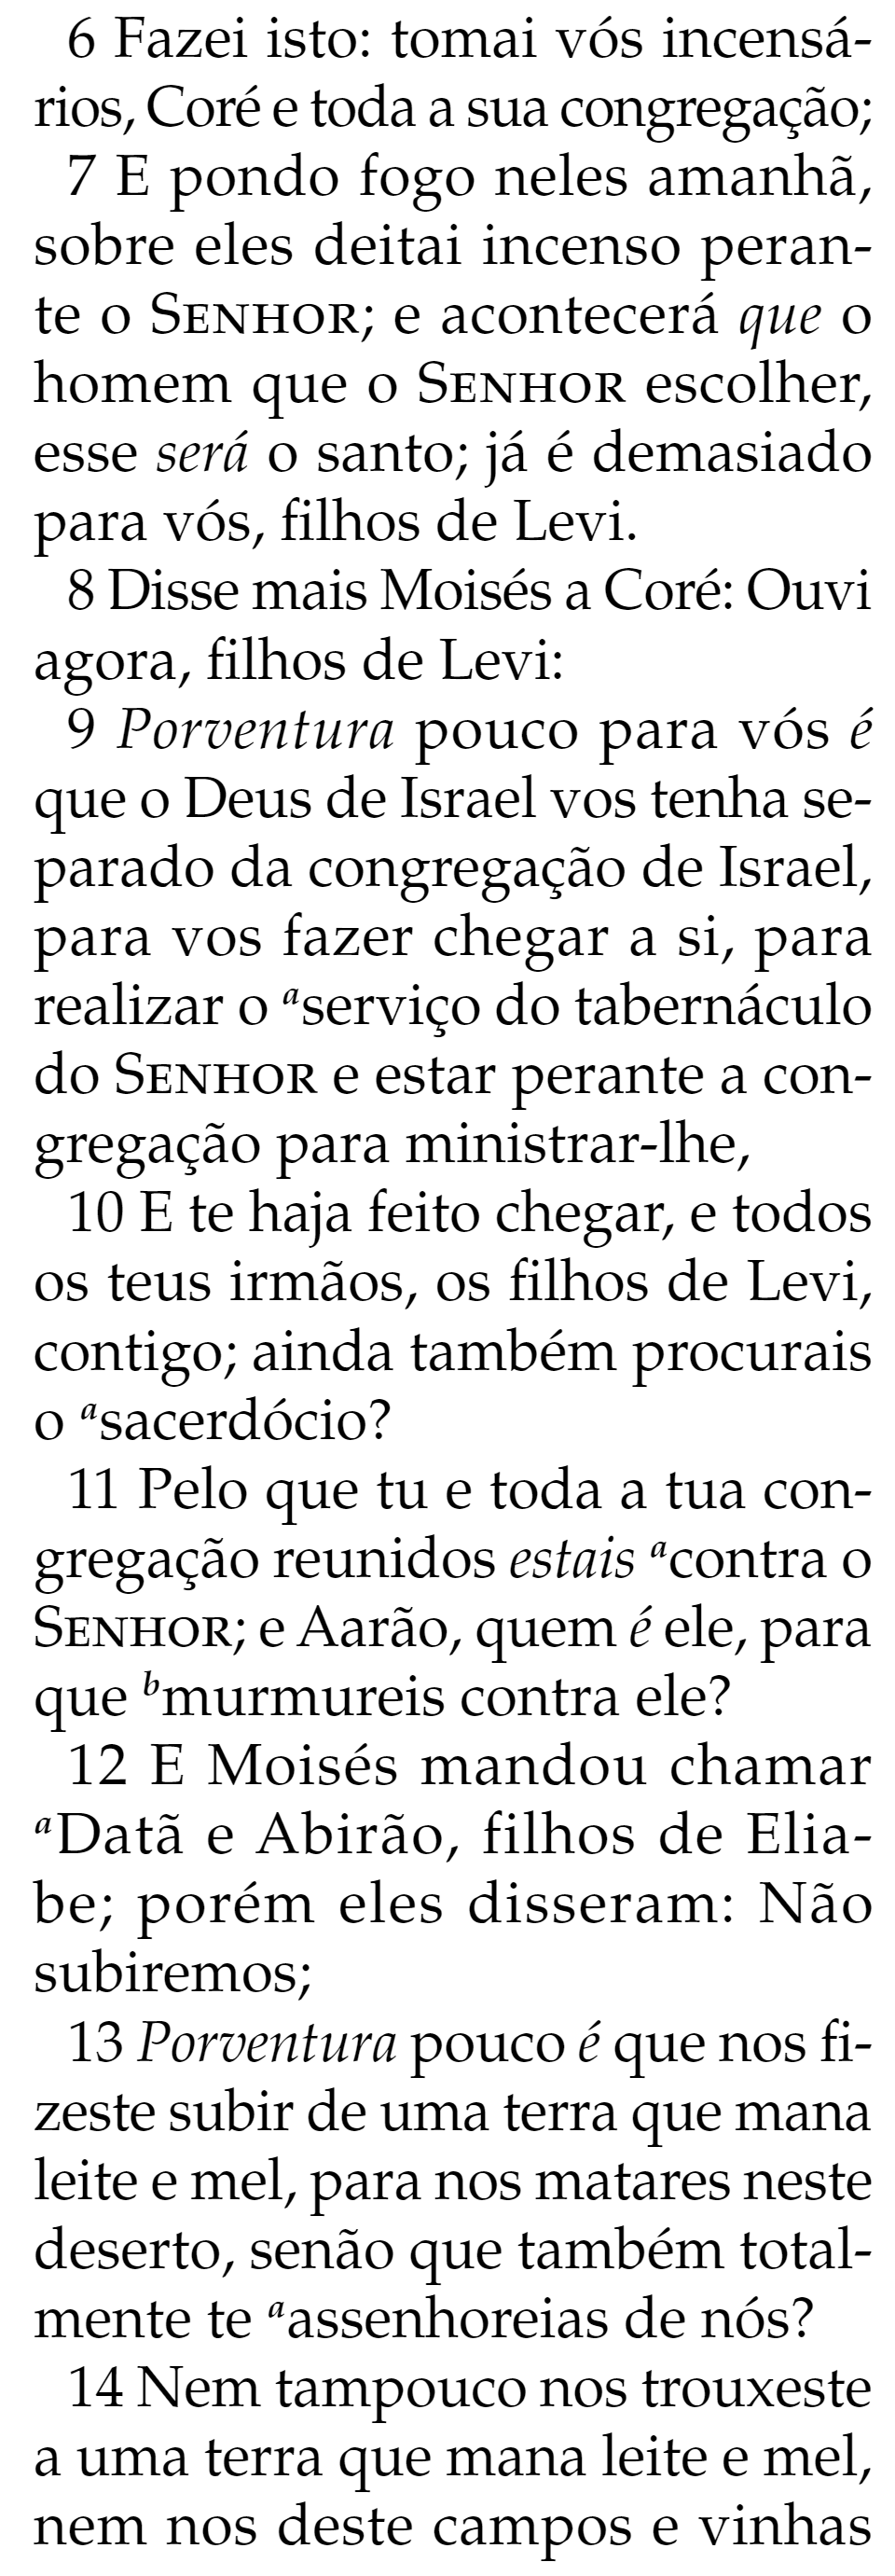 6 Fazei isto: tomai vós incensá-
rios, Coré e toda a sua congregação;
7 E pondo fogo neles amanhã,
sobre eles deitai incenso peran-
te o SENHOR; e acontecerá que o
homem que o SENHOR escolher,
esse será o santo; já é demasiado
para vós, filhos de Levi.
8 Disse mais Moisés a Coré: Ouvi
agora, filhos de Levi:
9 Porventura pouco para vós é
que o Deus de Israel vos tenha se-
parado da congregação de Israel,
para vos fazer chegar a si, para
realizar o aserviço do tabernáculo
do SENHOR e estar perante a con-
gregação para ministrar-lhe,
10 E te haja feito chegar, e todos
os teus irmãos, os filhos de Levi,
contigo; ainda também procurais
o asacerdócio?
11 Pelo que tu e toda a tua con-
gregação reunidos estais acontra o
SENHOR; e Aarão, quem é ele, para
que bmurmureis contra ele?
12 E Moisés mandou chamar
aDatã e Abirão, filhos de Elia-
be; porém eles disseram: Não
subiremos;
13 Porventura pouco é que nos fi-
zeste subir de uma terra que mana
leite e mel, para nos matares neste
deserto, senão que também total-
mente te aassenhoreias de nós?
14 Nem tampouco nos trouxeste
a uma terra que mana leite e mel,
nem nos deste campos e vinhas